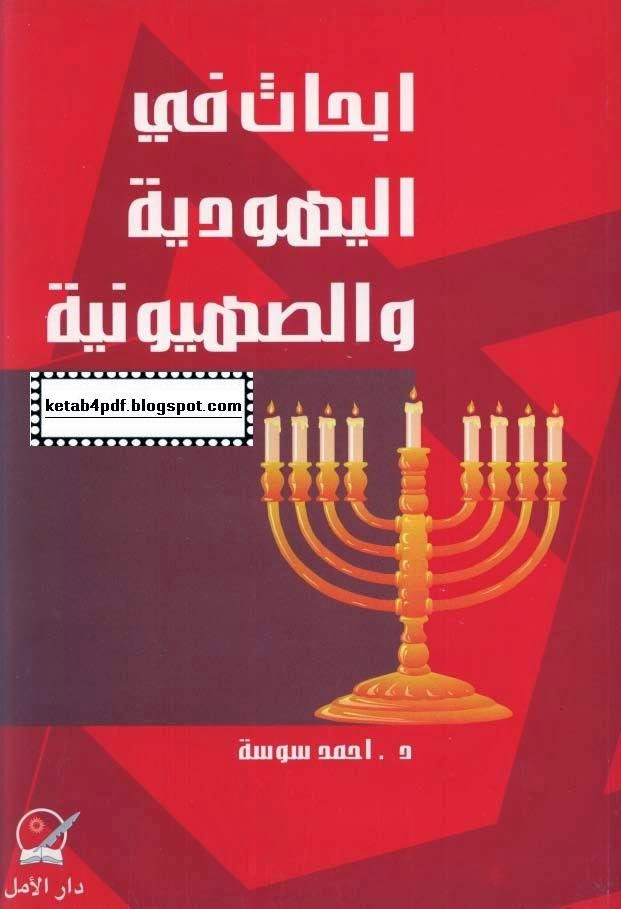 ابحاث في
اليهودية
والصهيونية
ketab4pdf.blogspot.com
د. احمد سوسة
دار الأمل